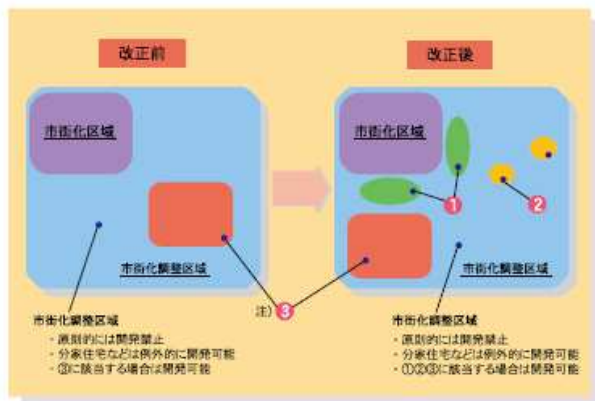 改正前
改正後
市街化区域
市街化区域
①
②
市街化調整区域
市街化調整区域
注)③
市街化調整区域
・原則的には開発禁止
・分家住宅などは例外的に開発可能
・③に該当する場合は開発可能
市街化調整区域
・原則的には開発禁止
・分家住宅などは例外的に開発可能
・①②③に該当する場合は開発可能